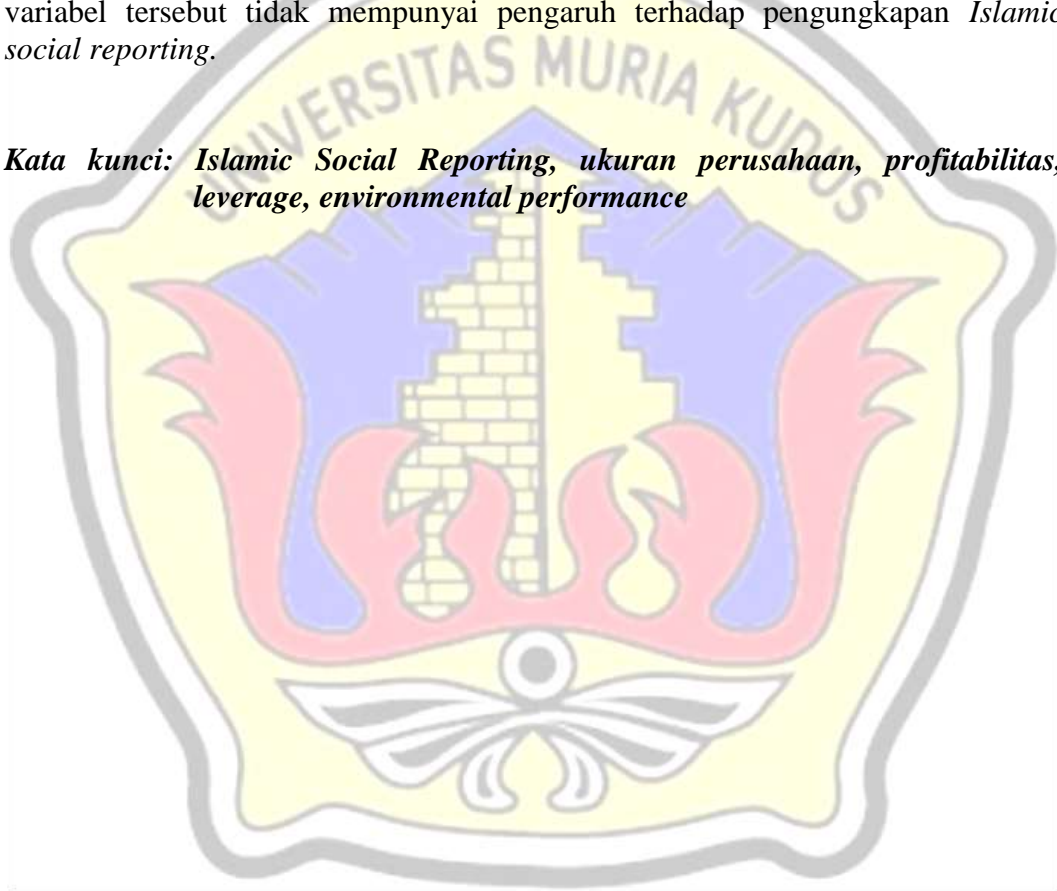 variabel tersebut tidak mempunyai pengaruh terhadap pengungkapan Islamic
social reporting.
UNIVERSITAS MURIA KUDUS
Kata kunci: Islamic Social Reporting, ukuran perusahaan, profitabilitas,
leverage, environmental performance